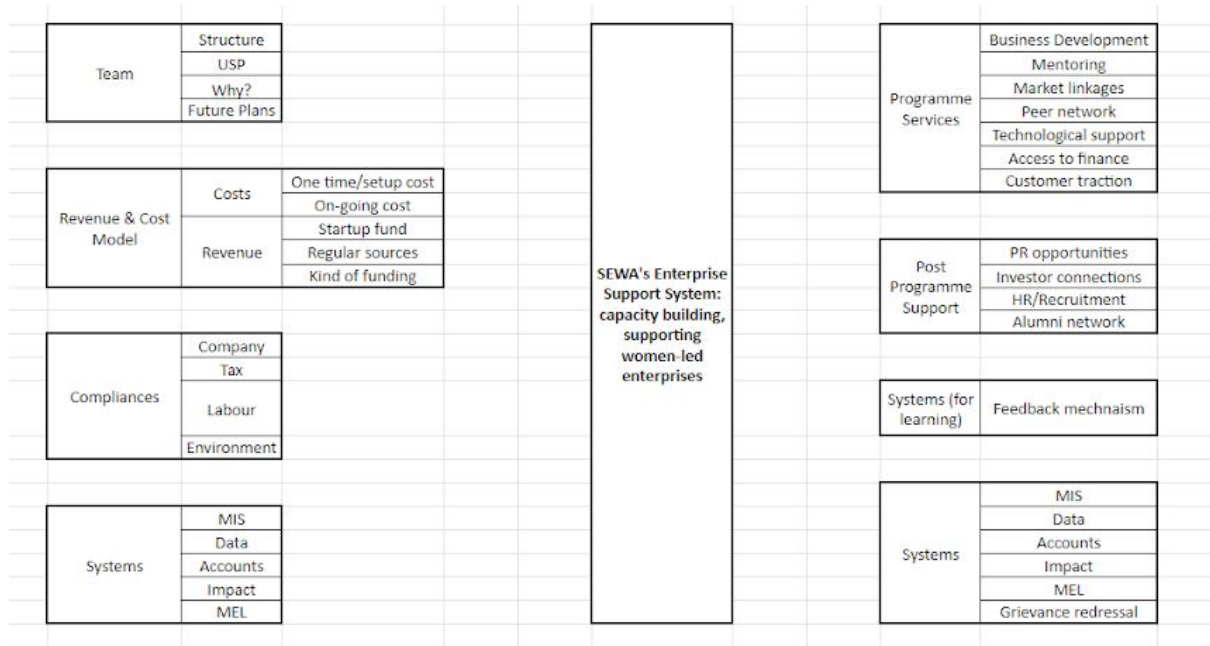 Team
Structure
USP
Why?
Future Plans
Revenue & Cost
Model
Costs
One time/setup cost
On-going cost
Revenue
Startup fund
Regular sources
Kind of funding
Compliances
Company
Tax
Labour
Environment
Systems
MIS
Data
Accounts
Impact
MEL
SEWA's Enterprise
Support System:
capacity building,
supporting
women-led
enterprises
Programme
Services
Business Development
Mentoring
Market linkages
Peer network
Technological support
Access to finance
Customer traction
Post
Programme
Support
PR opportunities
Investor connections
HR/Recruitment
Alumni network
Systems (for
learning)
Feedback mechnaism
Systems
MIS
Data
Accounts
Impact
MEL
Grievance redressal